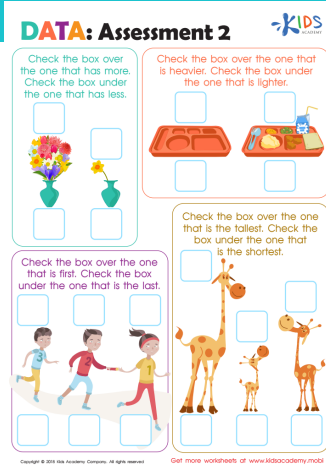 DATA: Assessment 2
KIDS
ACADEMY
Check the box over
the one that has more.
Check the box under
the one that has less.
Check the box over the one that
is heavier. Check the box under
the one that is lighter.
Check the box over the one
that is the tallest. Check the
box under the one that
is the shortest.
Check the box over the one
that is first. Check the box
under the one that is the last.
3
2
1
Copyright © 2018 Kids Academy Company. All rights reserved
Get more worksheets at www.kidsacademy.mobi